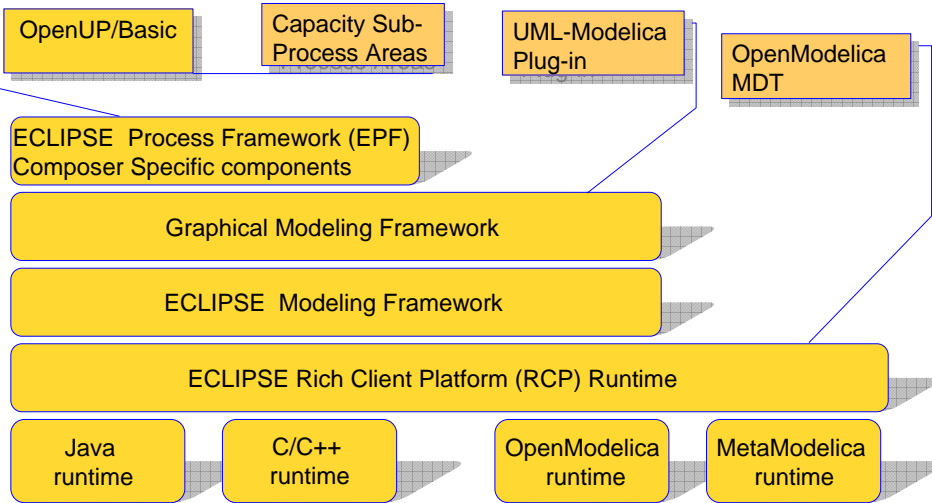 OpenUP/Basic
Capacity Sub-
Process Areas
UML-Modelica
Plug-in
OpenModelica
MDT
ECLIPSE Process Framework (EPF)
Composer Specific components
Graphical Modeling Framework
ECLIPSE Modeling Framework
ECLIPSE Rich Client Platform (RCP) Runtime
Java
runtime
C/C++
runtime
OpenModelica
runtime
MetaModelica
runtime